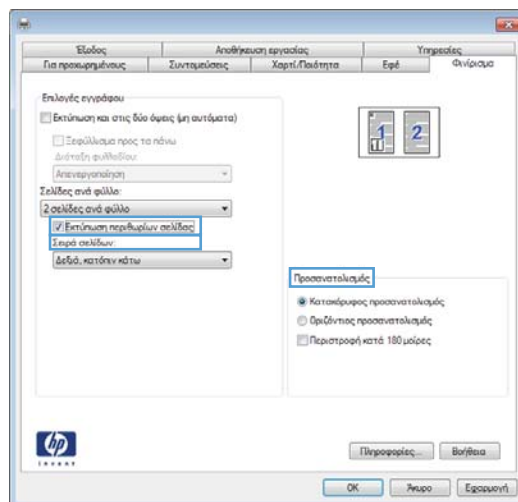 Έξοδος Αποθήκευση εργασίας Υπηρεσίες
Για προχωρημένους Συντομεύσεις Χαρτί/Ποιότητα Εφέ Φινίρισμα
Επιλογές εγγράφου
Εκτύπωση και στις δύο όψεις (μη αυτόματα)
Ξεφύλλισμα προς τα πάνω
Διάταξη φυλλαδίου:
Απενεργοποίηση
Σελίδες ανά φύλλο:
2 σελίδες ανά φύλλο
Εκτύπωση περιθωρίων σελίδας
Σειρά σελίδων:
Δεξιά, κατόπιν κάτω
1 2
Προσανατολισμός
Κατακόρυφος προσανατολισμός
Οριζόντιος προσανατολισμός
Περιστροφή κατά 180 μοίρες
hp
invent
Πληροφορίες... Βοήθεια
OK Άκυρο Εφαρμογή